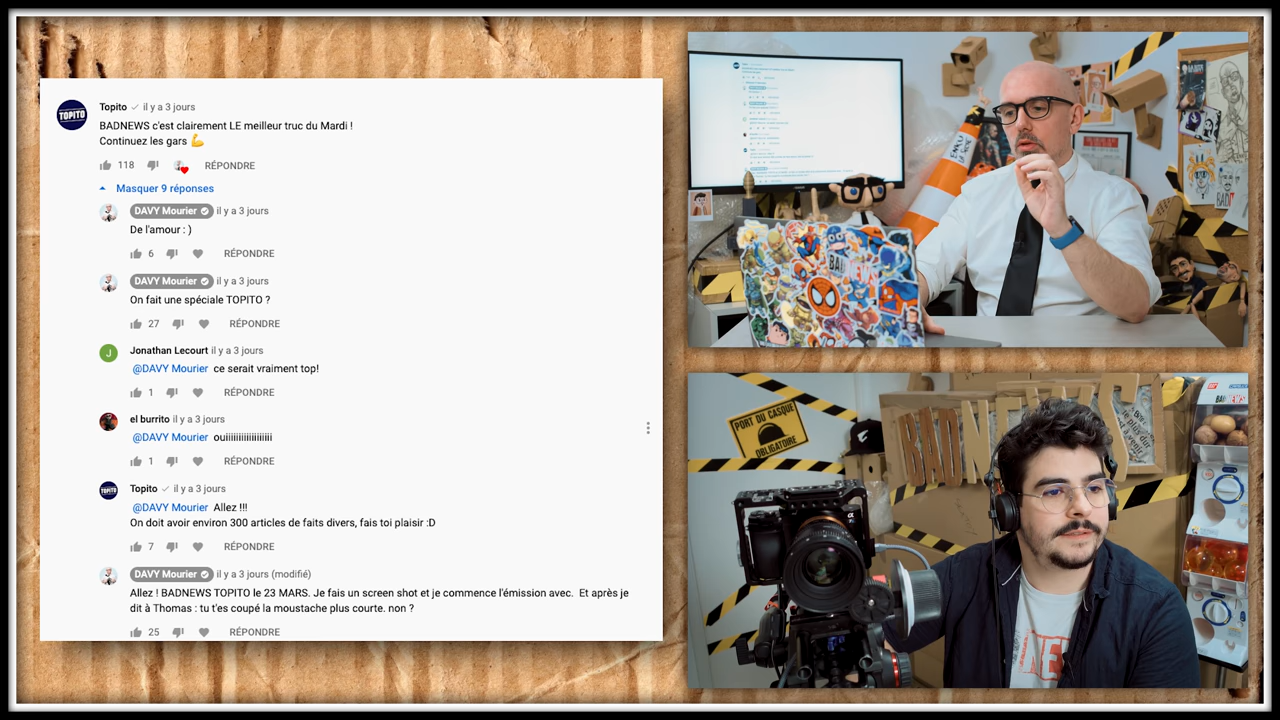 TOPITO
Topito il y a 3 jours
BADNEWS c'est clairement LE meilleur truc du Mardi !
Continuez les gars 💪
118 RÉPONDRE
Masquer 9 réponses
DAVY Mourier il y a 3 jours
De l'amour : )
6 RÉPONDRE
DAVY Mourier il y a 3 jours
On fait une spéciale TOPITO ?
27 RÉPONDRE
J
Jonathan Lecourt il y a 3 jours
@DAVY Mourier ce serait vraiment top!
1 RÉPONDRE
el burrito il y a 3 jours
@DAVY Mourier ouiiiiiiiiiiiiiiiiiii
1 RÉPONDRE
TOPITO
Topito il y a 3 jours
@DAVY Mourier Allez !!!
On doit avoir environ 300 articles de faits divers, fais toi plaisir :D
7 RÉPONDRE
DAVY Mourier il y a 3 jours (modifié)
Allez ! BADNEWS TOPITO le 23 MARS. Je fais un screen shot et je commence l'émission avec. Et après je
dit à Thomas : tu t'es coupé la moustache plus courte. non ?
25 RÉPONDRE
PORT DU CASQUE
OBLIGATOIRE
BADNEWS